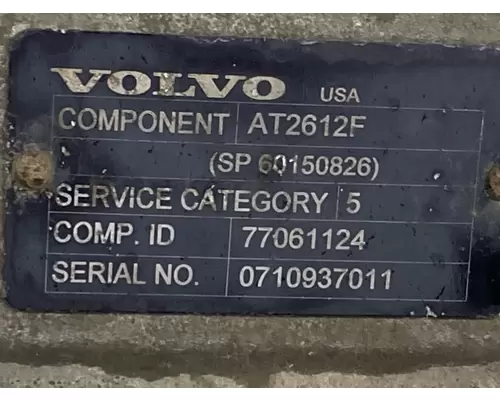 VOLVO USA
COMPONENT AT2612F
(SP 60150826)
SERVICE CATEGORY 5
COMP. ID 77061124
SERIAL NO. 0710937011